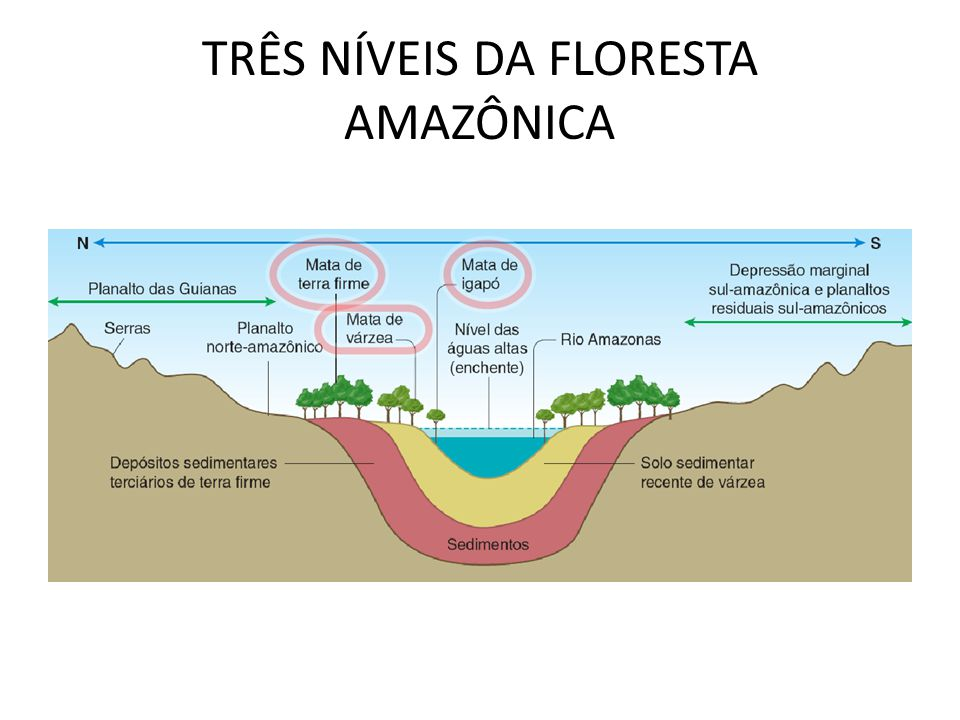 TRÊS NÍVEIS DA FLORESTA
AMAZÔNICA
N
S
Mata de
terra firme
Mata de
igapó
Depressão marginal
sul-amazônica e planaltos
residuais sul-amazônicos
Planalto das Guianas
Serras
Planalto
norte-amazônico
Mata de
várzea
Nível das
águas altas
(enchente)
Rio Amazonas
Depósitos sedimentares
terciários de terra firme
Solo sedimentar
recente de várzea
Sedimentos